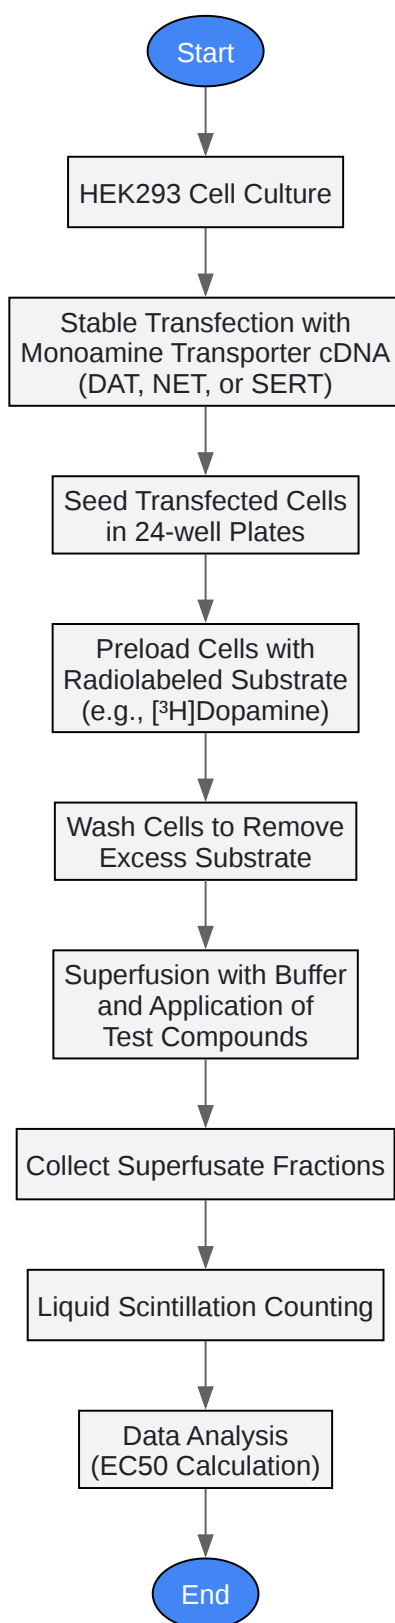 Start
HEK293 Cell Culture
Stable Transfection with
Monoamine Transporter cDNA
(DAT, NET, or SERT)
Seed Transfected Cells
in 24-well Plates
Preload Cells with
Radiolabeled Substrate
(e.g., [³H]Dopamine)
Wash Cells to Remove
Excess Substrate
Superfusion with Buffer
and Application of
Test Compounds
Collect Superfusate Fractions
Liquid Scintillation Counting
Data Analysis
(EC50 Calculation)
End